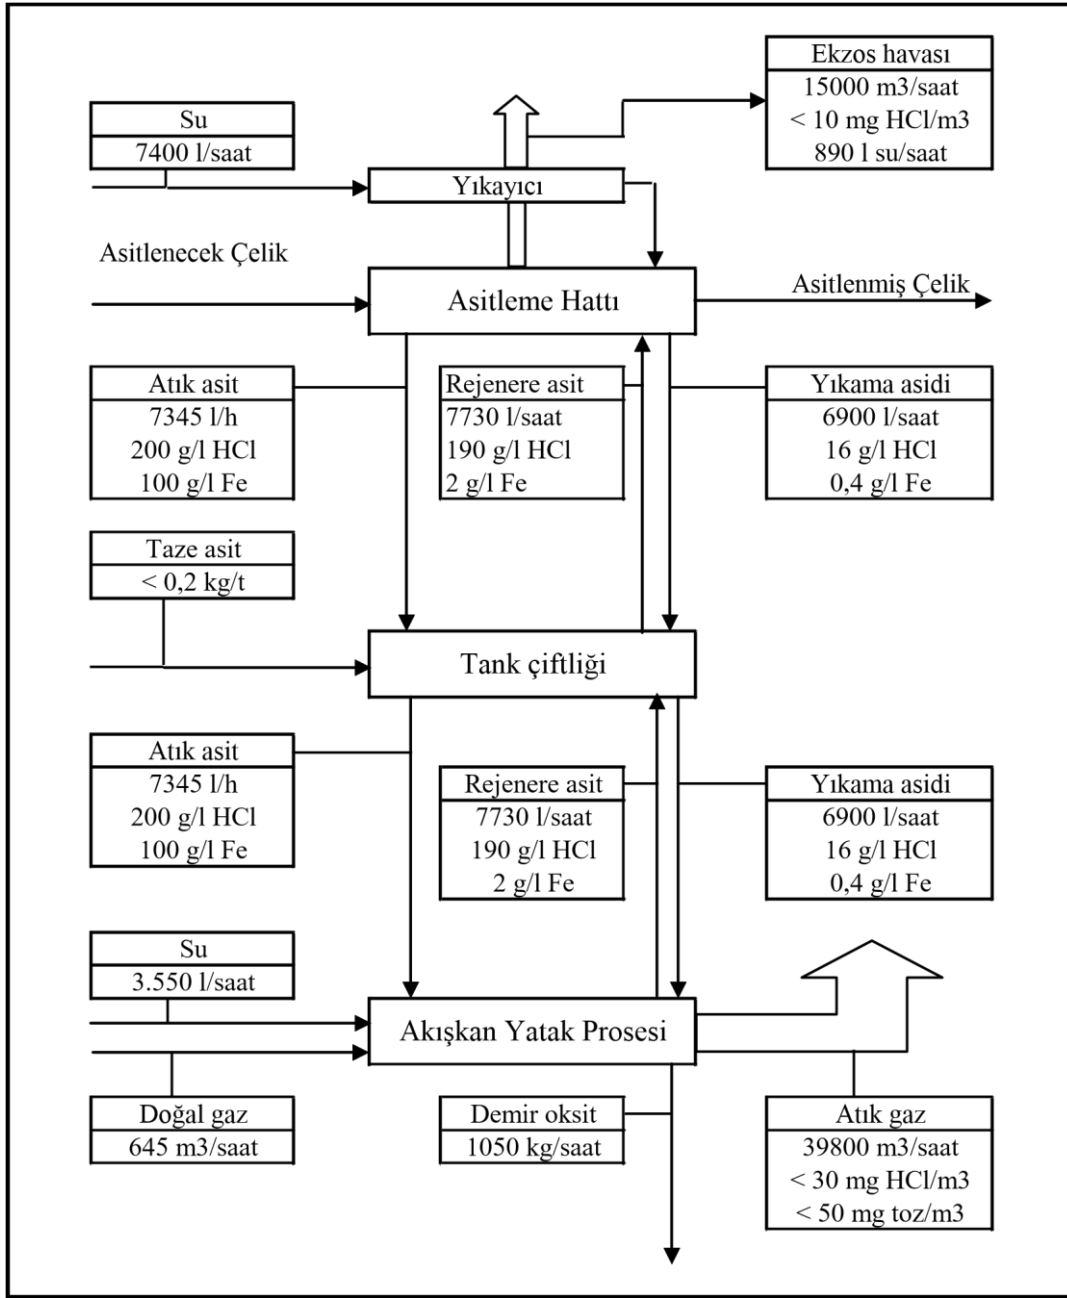 Ekzos havası
15000 m3/saat
< 10 mg HCl/m3
890 l su/saat
Su
7400 l/saat
Yıkayıcı
Asitlenecek Çelik
Asitleme Hattı
Asitlenmiş Çelik
Atık asit
7345 l/h
200 g/l HCl
100 g/l Fe
Rejenere asit
7730 l/saat
190 g/l HCl
2 g/l Fe
Yıkama asidi
6900 l/saat
16 g/l HCl
0,4 g/l Fe
Taze asit
< 0,2 kg/t
Tank çiftliği
Atık asit
7345 l/h
200 g/l HCl
100 g/l Fe
Rejenere asit
7730 l/saat
190 g/l HCl
2 g/l Fe
Yıkama asidi
6900 l/saat
16 g/l HCl
0,4 g/l Fe
Su
3.550 l/saat
Akışkan Yatak Prosesi
Doğal gaz
645 m3/saat
Demir oksit
1050 kg/saat
Atık gaz
39800 m3/saat
< 30 mg HCl/m3
< 50 mg toz/m3